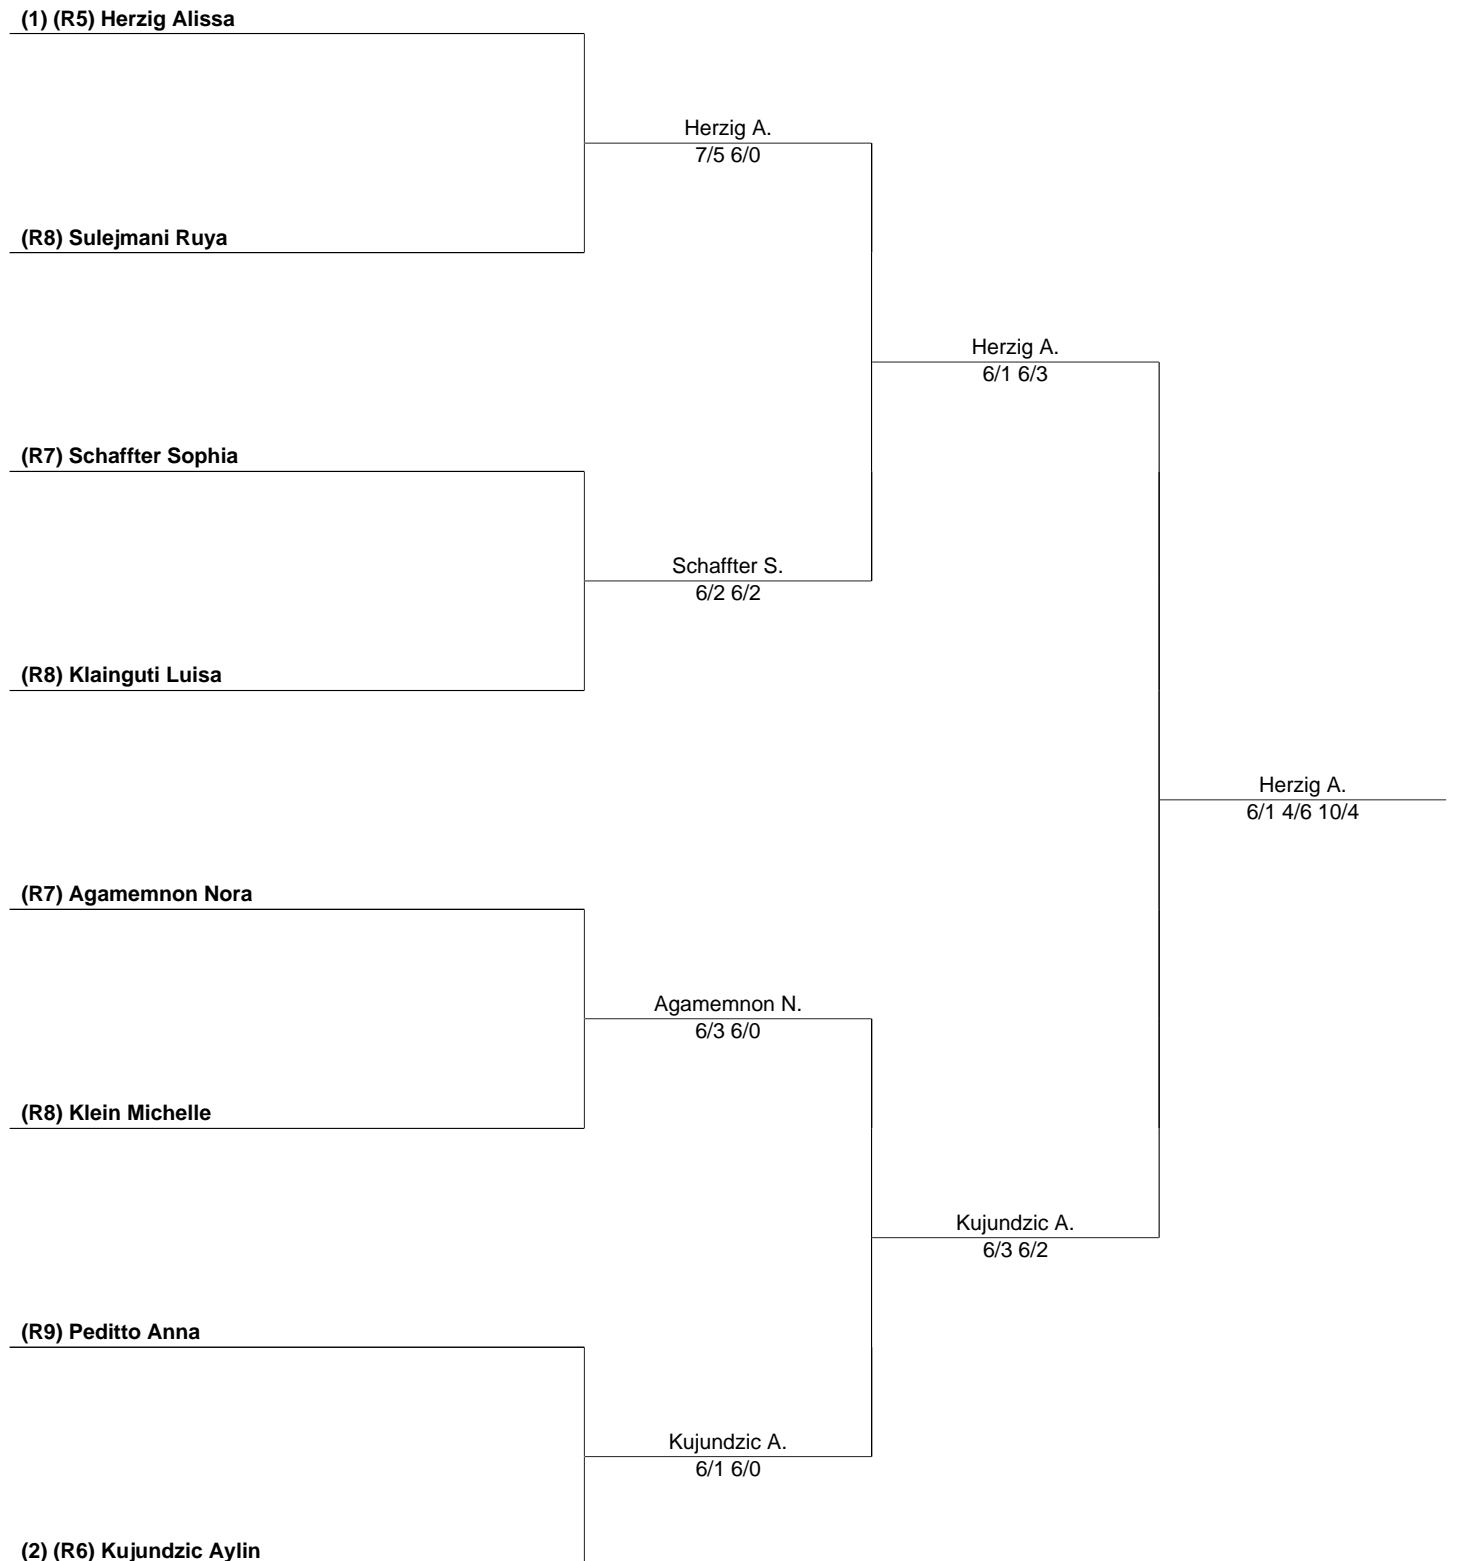 (1) (R5) Herzig Alissa
Herzig A.
7/5 6/0
(R8) Sulejmani Ruya
Herzig A.
6/1 6/3
(R7) Schaffter Sophia
Schaffter S.
6/2 6/2
(R8) Klainguti Luisa
Herzig A.
6/1 4/6 10/4
(R7) Agamemnon Nora
Agamemnon N.
6/3 6/0
(R8) Klein Michelle
Kujundzic A.
6/3 6/2
(R9) Peditto Anna
Kujundzic A.
6/1 6/0
(2) (R6) Kujundzic Aylin